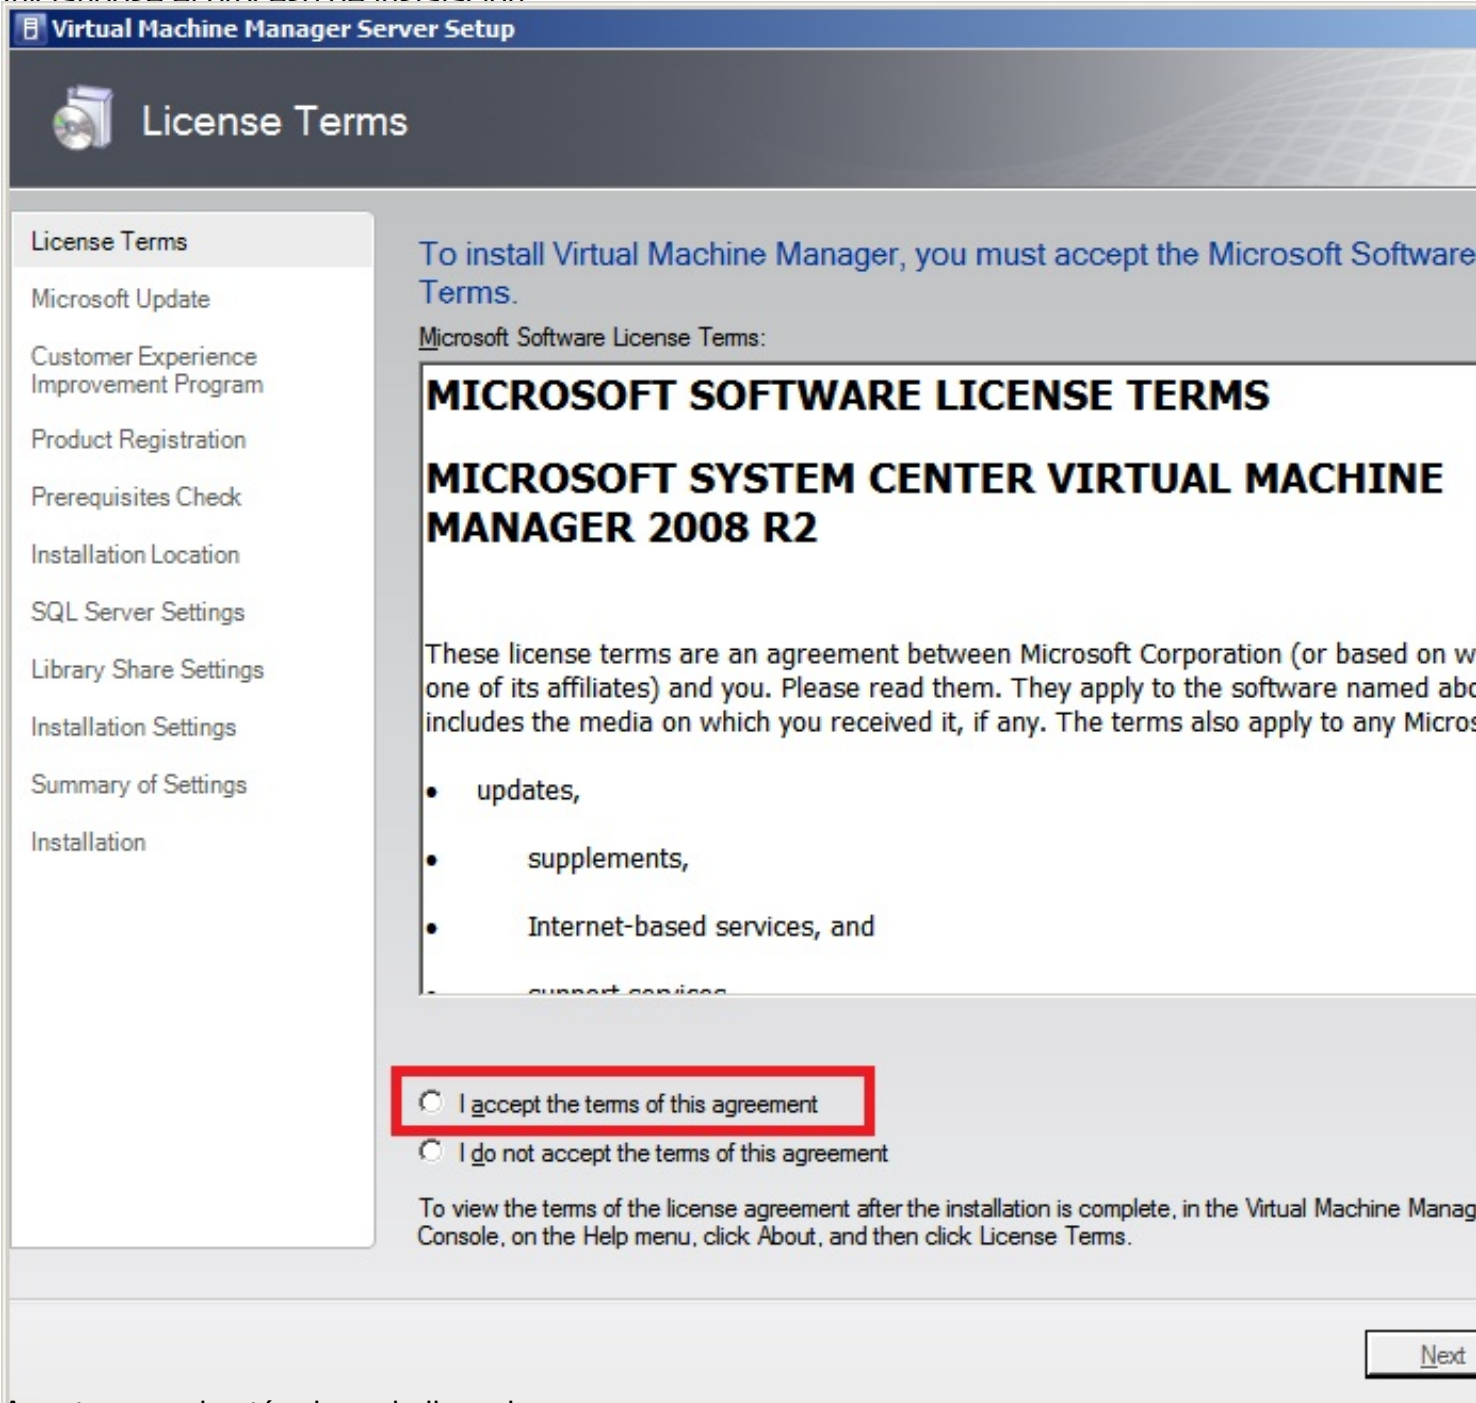 Virtual Machine Manager Server Setup
License Terms
License Terms
Microsoft Update
Customer Experience
Improvement Program
Product Registration
Prerequisites Check
Installation Location
SQL Server Settings
Library Share Settings
Installation Settings
Summary of Settings
Installation
To install Virtual Machine Manager, you must accept the Microsoft Software
Terms.
Microsoft Software License Terms:
MICROSOFT SOFTWARE LICENSE TERMS
MICROSOFT SYSTEM CENTER VIRTUAL MACHINE
MANAGER 2008 R2
These license terms are an agreement between Microsoft Corporation (or based on w
one of its affiliates) and you. Please read them. They apply to the software named abo
includes the media on which you received it, if any. The terms also apply to any Micros
• updates,
• supplements,
• Internet-based services, and
• support services
I accept the terms of this agreement
I do not accept the terms of this agreement
To view the terms of the license agreement after the installation is complete, in the Virtual Machine Manag
Console, on the Help menu, click About, and then click License Terms.
Next